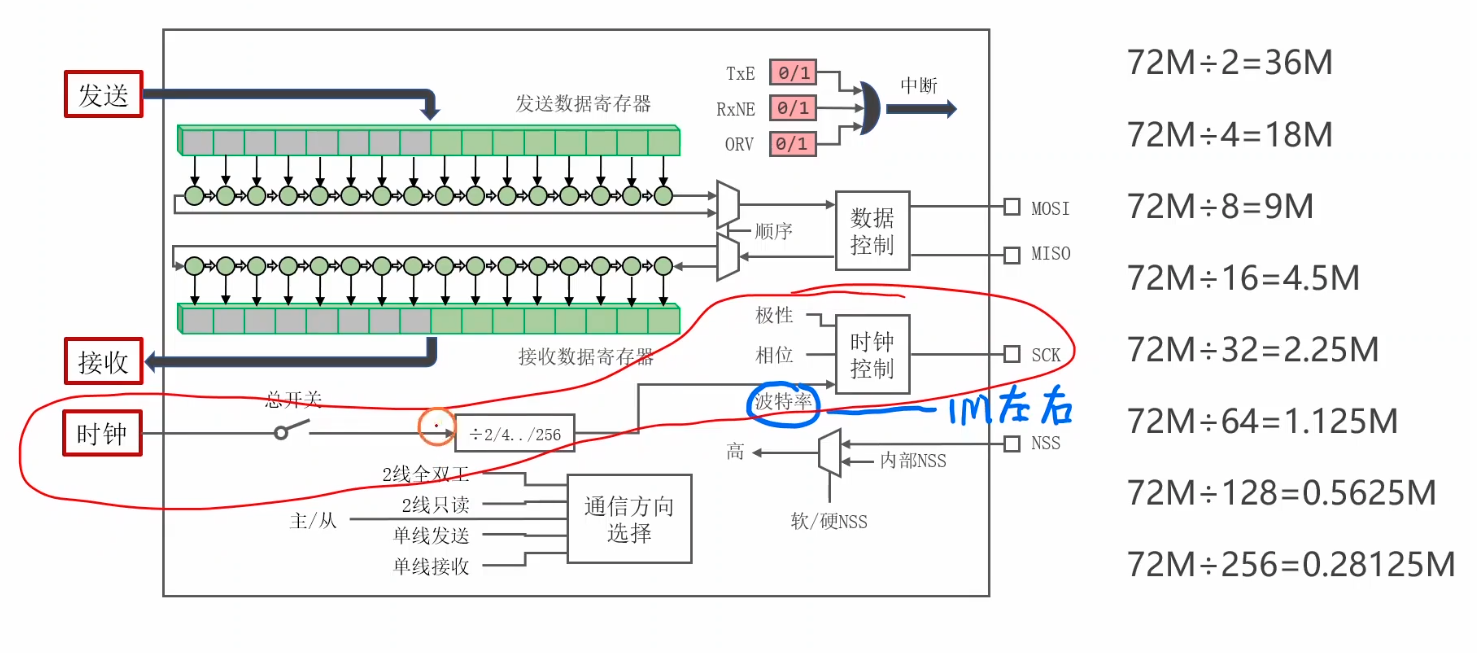 发送
发送数据寄存器
TxE 0/1
RxNE 0/1
ORV 0/1
中断
顺序
数据
控制
MOSI
MISO
极性
相位
时钟
控制
SCK
接收
接收数据寄存器
总开关
时钟
÷2/4../256
波特率
1M左右
高
内部NSS
NSS
软/硬NSS
2线全双工
2线只读
主/从
单线发送
单线接收
通信方向
选择
72M÷2=36M
72M÷4=18M
72M÷8=9M
72M÷16=4.5M
72M÷32=2.25M
72M÷64=1.125M
72M÷128=0.5625M
72M÷256=0.28125M